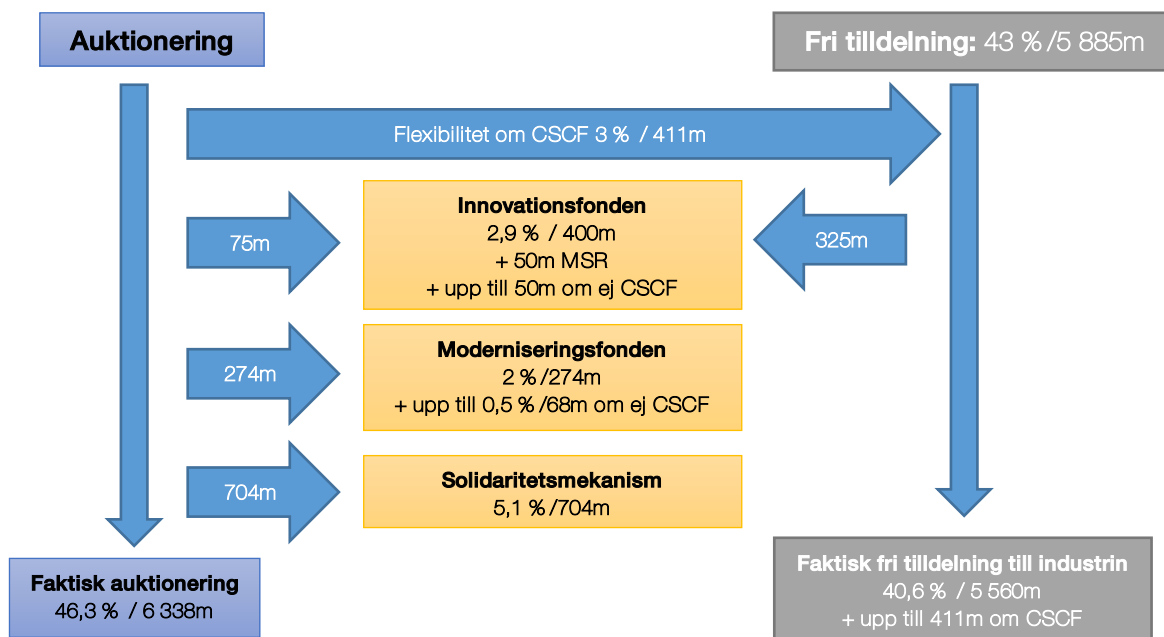 Auktionering
Fri tilldelning: 43 % /5 885m
Flexibilitet om CSCF 3 % / 411m
75m
Innovationsfonden
2,9 % / 400m
+ 50m MSR
+ upp till 50m om ej CSCF
325m
274m
Moderniseringsfonden
2 % /274m
+ upp till 0,5 % /68m om ej CSCF
704m
Solidaritetsmekanism
5,1 % /704m
Faktisk auktionering
46,3 % / 6 338m
Faktisk fri tilldelning till industrin
40,6 % / 5 560m
+ upp till 411m om CSCF